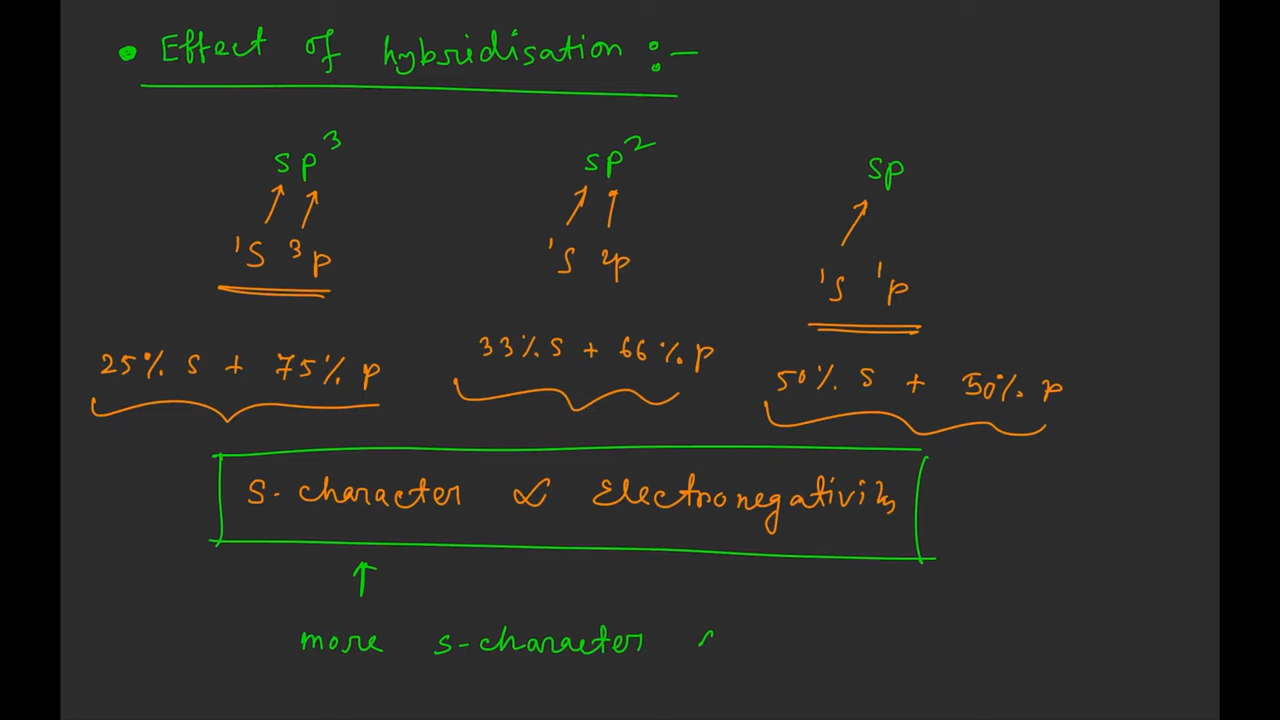 • Effect of hybridisation :-
sp³ sp² sp
¹S ³p ¹S ²p ¹S ¹p
25% s + 75% p 33% s + 66% p 50% s + 50% p
S-character ∝ Electronegativity
↑
more s-character